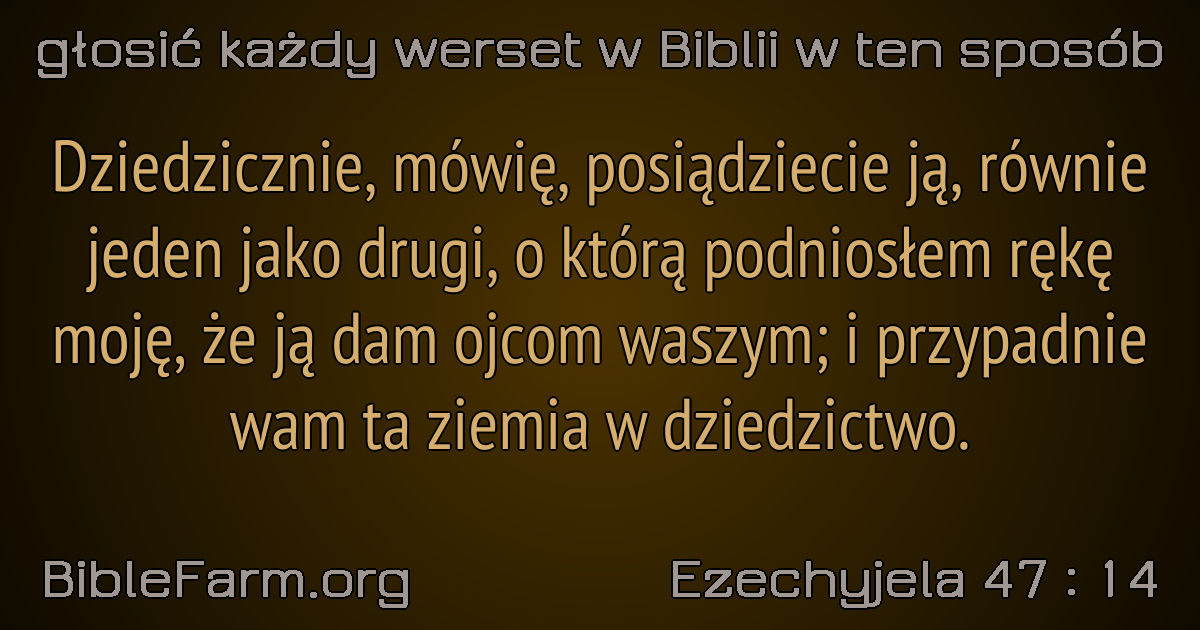 głosić każdy werset w Biblii w ten sposób
Dziedzicznie, mówię, posiądziecie ją, równie
jeden jako drugi, o którą podniosłem rękę
moję, że ją dam ojcom waszym; i przypadnie
wam ta ziemia w dziedzictwo.
BibleFarm.org
Ezechyjela 47 : 14